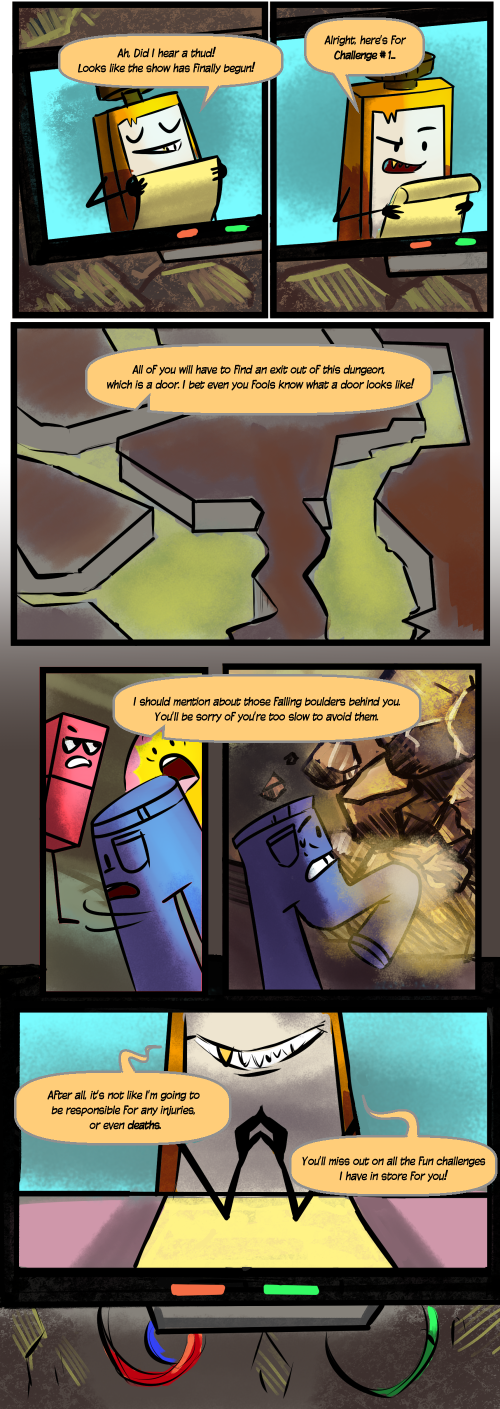 Ah. Did I hear a thud!
Looks like the show has finally begun!
Alright, here's for
Challenge #1...
All of you will have to find an exit out of this dungeon,
which is a door. I bet even you fools know what a door looks like!
I should mention about those falling boulders behind you.
You'll be sorry of you're too slow to avoid them.
After all, it's not like I'm going to
be responsible for any injuries,
or even deaths.
You'll miss out on all the fun challenges
I have in store for you!